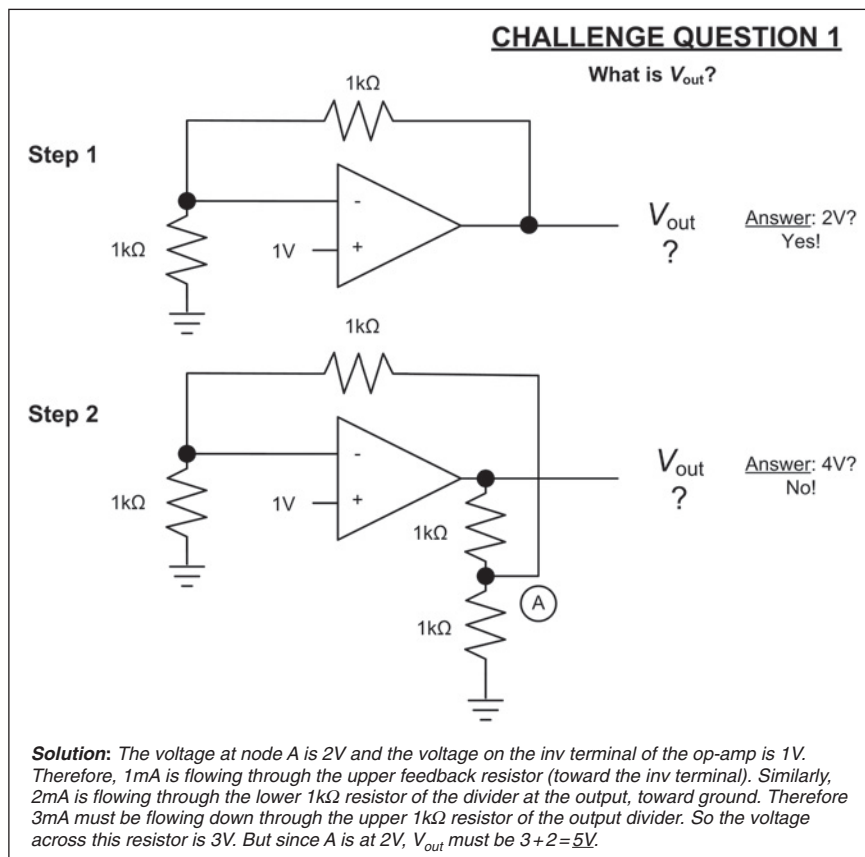 CHALLENGE QUESTION 1
What is Vout?
1kΩ
Step 1
-
1kΩ
1V
+
Vout
?
Answer: 2V?
Yes!
1kΩ
Step 2
-
1kΩ
1V
+
Vout
?
Answer: 4V?
No!
1kΩ
A
1kΩ
Solution: The voltage at node A is 2V and the voltage on the inv terminal of the op-amp is 1V.
Therefore, 1mA is flowing through the upper feedback resistor (toward the inv terminal). Similarly,
2mA is flowing through the lower 1kΩ resistor of the divider at the output, toward ground. Therefore
3mA must be flowing down through the upper 1kΩ resistor of the output divider. So the voltage
across this resistor is 3V. But since A is at 2V, Vout must be 3+2=5V.